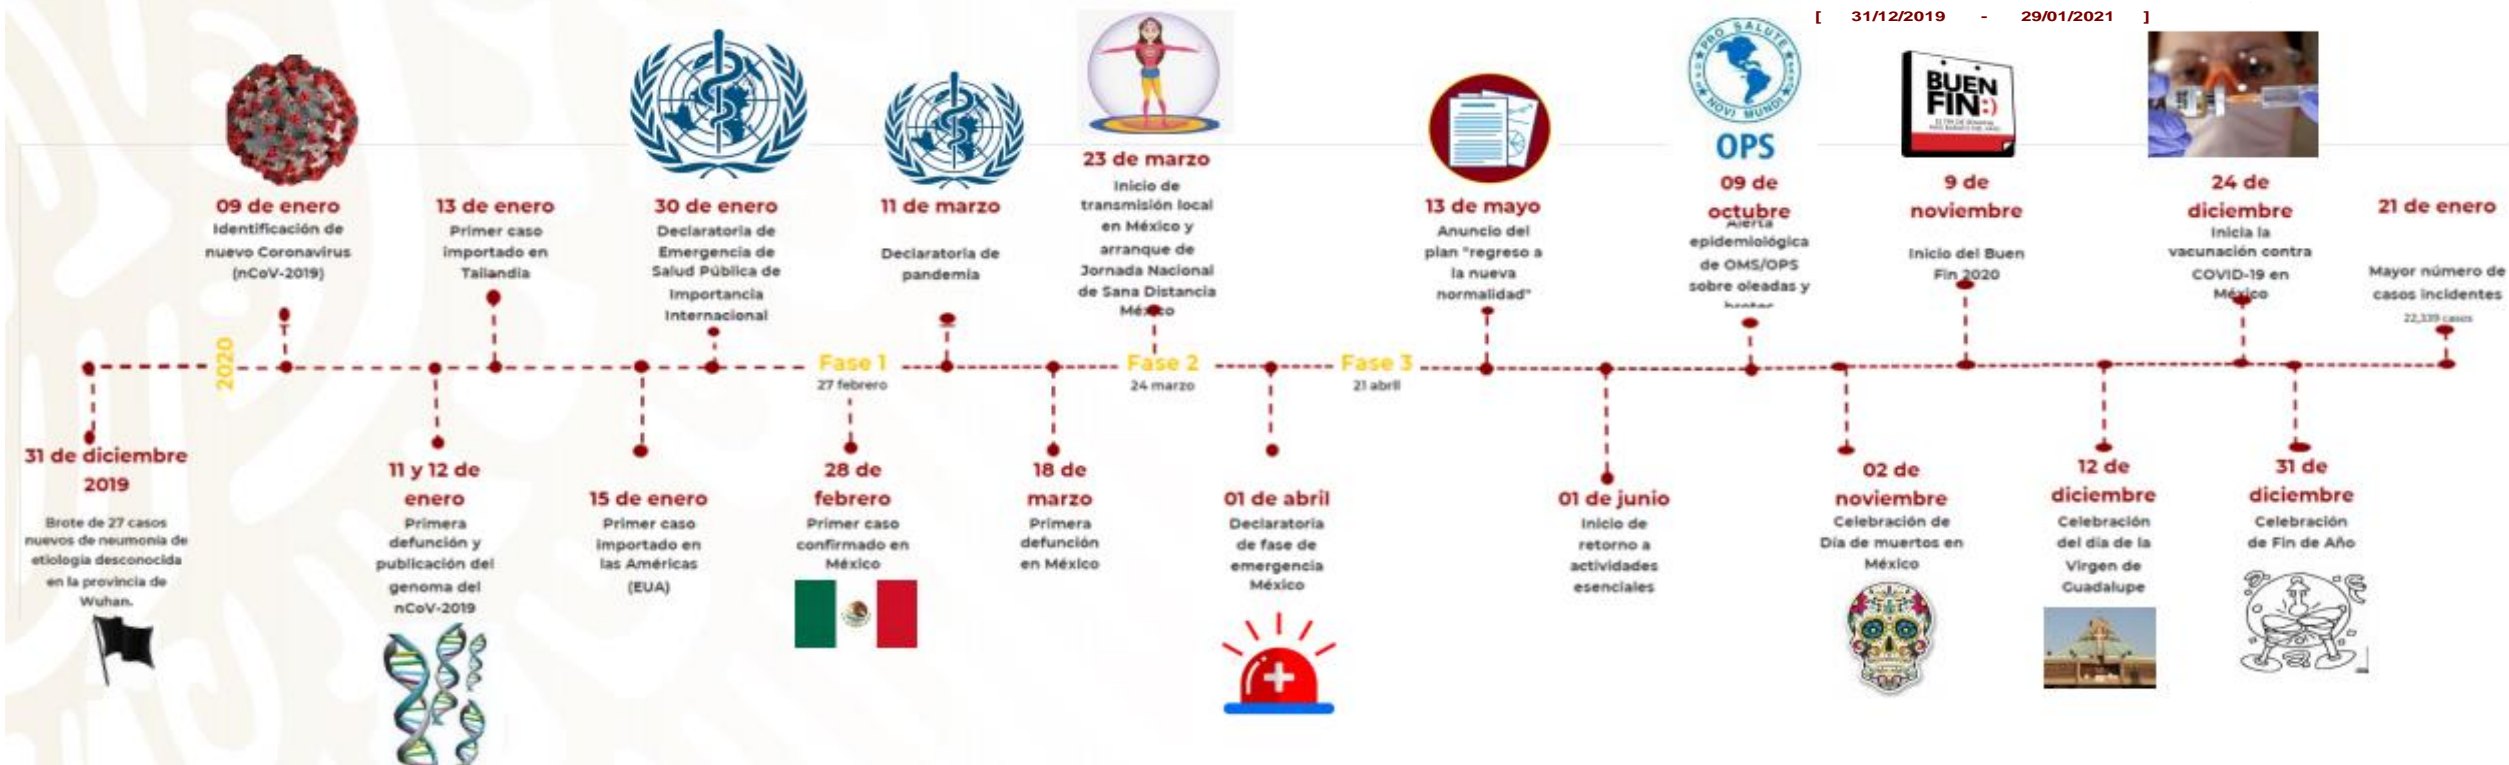 [ 31/12/2019 - 29/01/2021 ]
31 de diciembre
2019
Brote de 27 casos
nuevos de neumonía de
etiología desconocida
en la provincia de
Wuhan.
2020
09 de enero
Identificación de
nuevo Coronavirus
(nCoV-2019)
11 y 12 de
enero
Primera
defunción y
publicación del
genoma del
nCoV-2019
13 de enero
Primer caso
importado en
Tailandia
15 de enero
Primer caso
importado en
las Américas
(EUA)
30 de enero
Declaratoria de
Emergencia de
Salud Pública de
Importancia
Internacional
Fase 1
27 febrero
28 de
febrero
Primer caso
confirmado en
México
11 de marzo
Declaratoria de
pandemia
18 de
marzo
Primera
defunción
en México
23 de marzo
Inicio de
transmisión local
en México y
arranque de
Jornada Nacional
de Sana Distancia
México
Fase 2
24 marzo
01 de abril
Declaratoria
de fase de
emergencia
México
Fase 3
21 abril
13 de mayo
Anuncio del
plan "regreso a
la nueva
normalidad"
01 de junio
Inicio de
retorno a
actividades
esenciales
PRO SALUTE
NOVI MUNDI
OPS
09 de
octubre
Alerta
epidemiológica
de OMS/OPS
sobre oleadas y
brotes
02 de
noviembre
Celebración de
Día de muertos en
México
BUEN
FIN:)
9 de
noviembre
Inicio del Buen
Fin 2020
12 de
diciembre
Celebración
del día de la
Virgen de
Guadalupe
24 de
diciembre
Inicia la
vacunación contra
COVID-19 en
México
31 de
diciembre
Celebración
de Fin de Año
21 de enero
Mayor número de
casos incidentes
22,339 casos